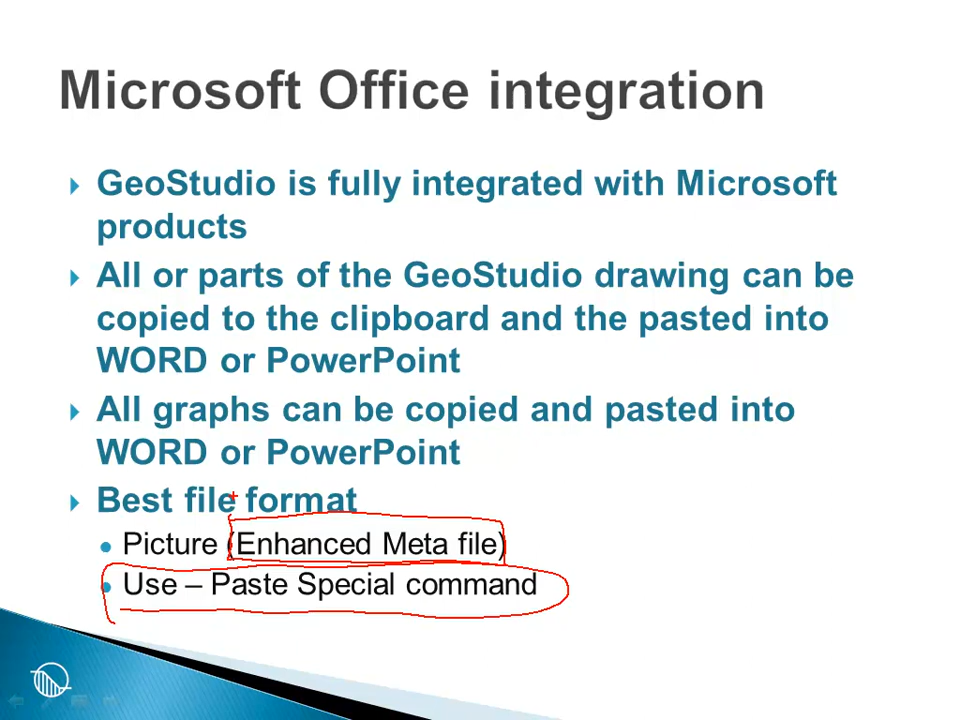 Microsoft Office integration
GeoStudio is fully integrated with Microsoft
products
All or parts of the GeoStudio drawing can be
copied to the clipboard and the pasted into
WORD or PowerPoint
All graphs can be copied and pasted into
WORD or PowerPoint
Best file format
Picture (Enhanced Meta file)
Use – Paste Special command